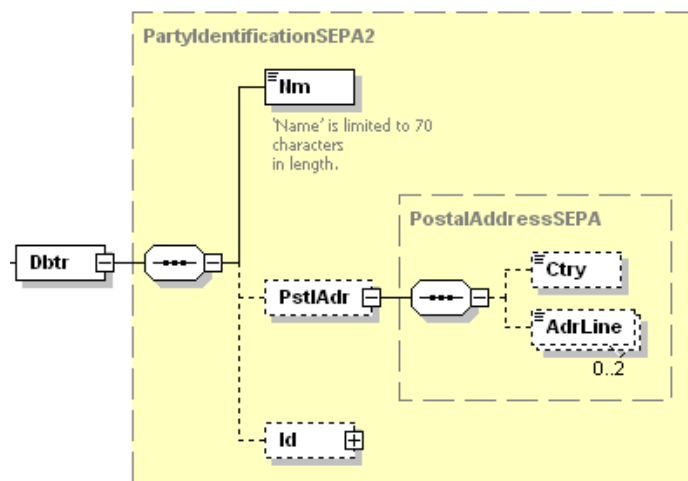 PartyIdentificationSEPA2
Nm
'Name' is limited to 70
characters
in length.
PostalAddressSEPA
Dbtr
Ctry
PstlAdr
AdrLine
0..2
Id